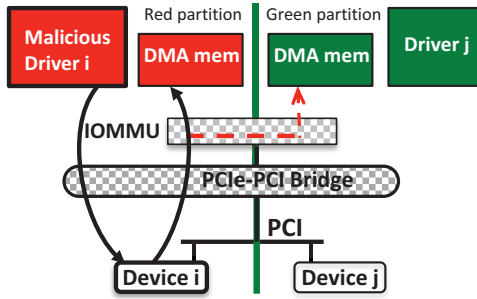 Red partition
Green partition
Malicious
Driver i
DMA mem
DMA mem
Driver j
IOMMU
PCIe-PCI Bridge
PCI
Device i
Device j